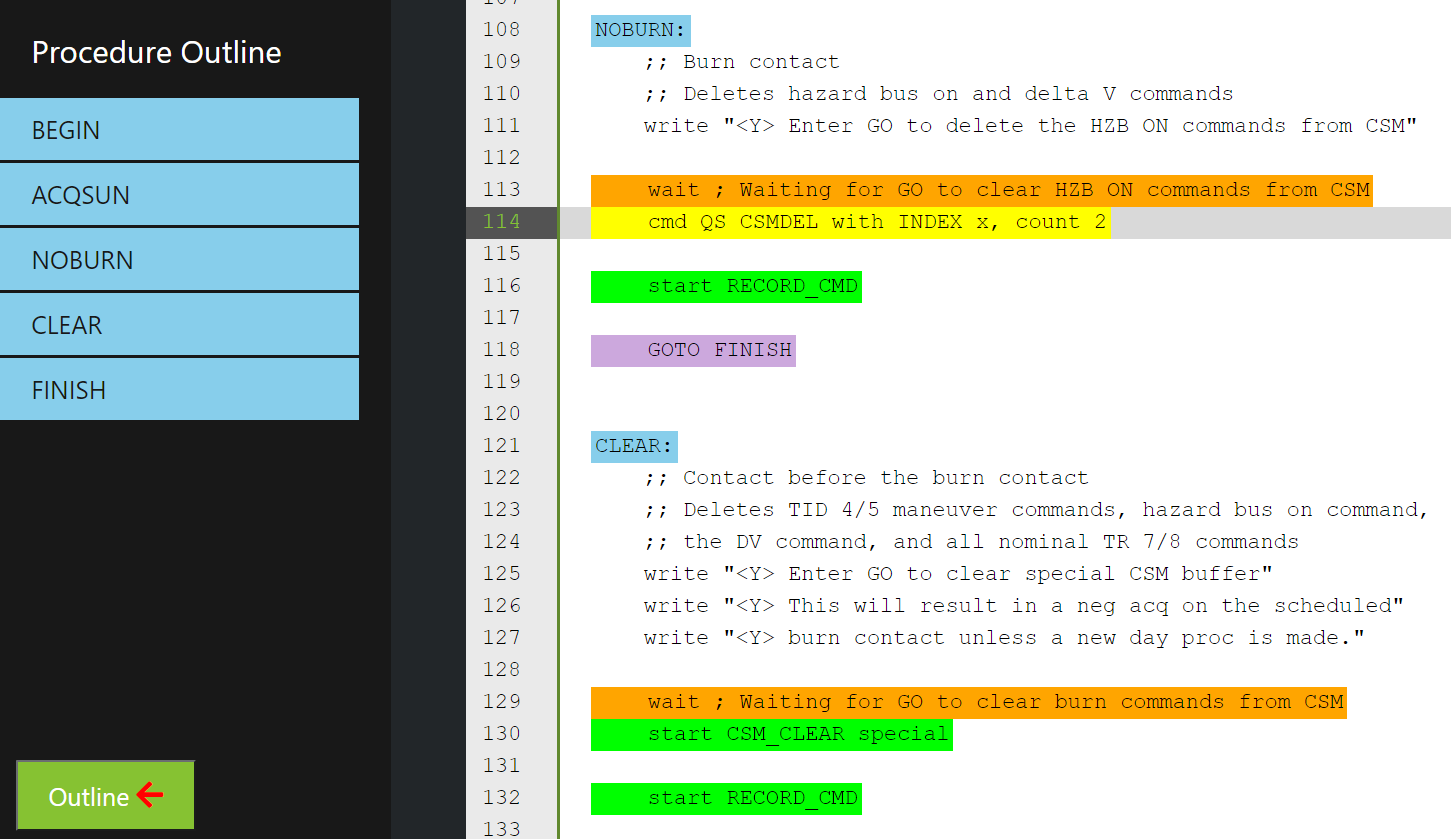 Procedure Outline
BEGIN
ACQSUN
NOBURN
CLEAR
FINISH
Outline
107
108 NOBURN:
109 ;; Burn contact
110 ;; Deletes hazard bus on and delta V commands
111 write "<Y> Enter GO to delete the HZB ON commands from CSM"
112
113 wait ; Waiting for GO to clear HZB ON commands from CSM
114 cmd QS CSMDEL with INDEX x, count 2
115
116 start RECORD_CMD
117
118 GOTO FINISH
119
120
121 CLEAR:
122 ;; Contact before the burn contact
123 ;; Deletes TID 4/5 maneuver commands, hazard bus on command,
124 ;; the DV command, and all nominal TR 7/8 commands
125 write "<Y> Enter GO to clear special CSM buffer"
126 write "<Y> This will result in a neg acq on the scheduled"
127 write "<Y> burn contact unless a new day proc is made."
128
129 wait ; Waiting for GO to clear burn commands from CSM
130 start CSM_CLEAR special
131
132 start RECORD_CMD
133